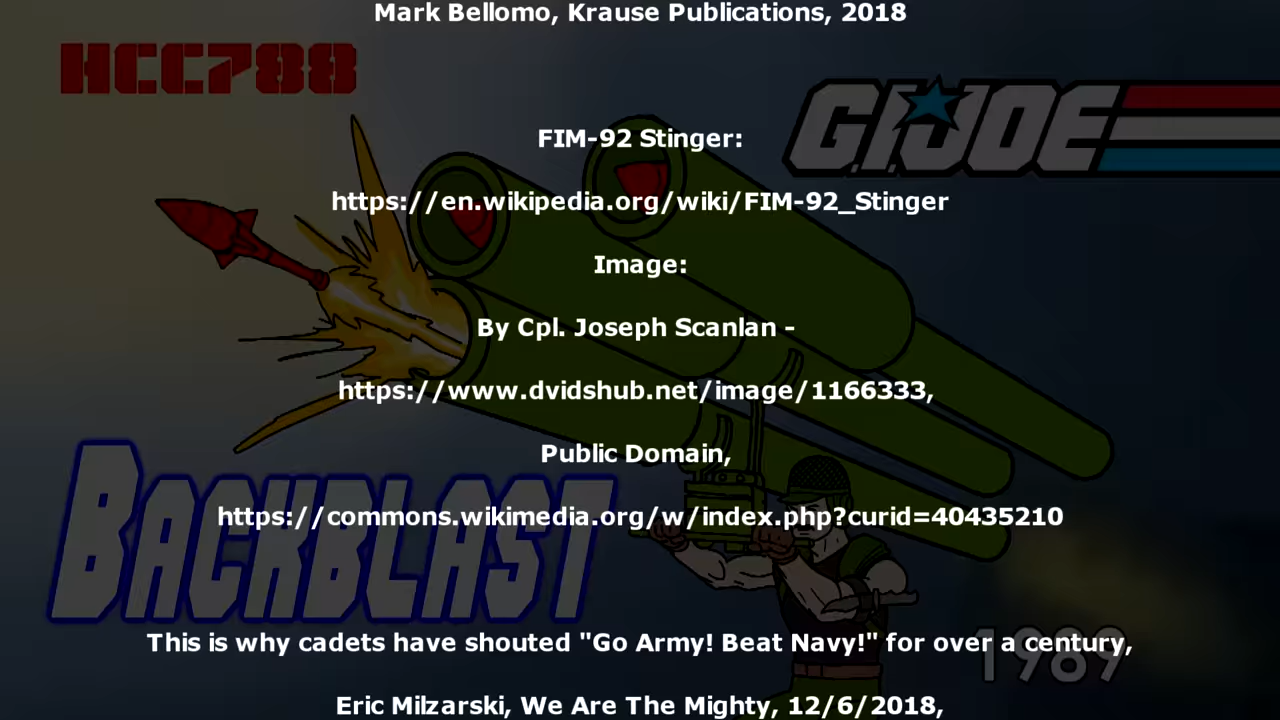 Mark Bellomo, Krause Publications, 2018
HCC788
G.I. JOE
FIM-92 Stinger:
https://en.wikipedia.org/wiki/FIM-92_Stinger
Image:
By Cpl. Joseph Scanlan -
https://www.dvidshub.net/image/1166333,
Public Domain,
https://commons.wikimedia.org/w/index.php?curid=40435210
BACKBLAST
This is why cadets have shouted "Go Army! Beat Navy!" for over a century,
1989
Eric Milzarski, We Are The Mighty, 12/6/2018,